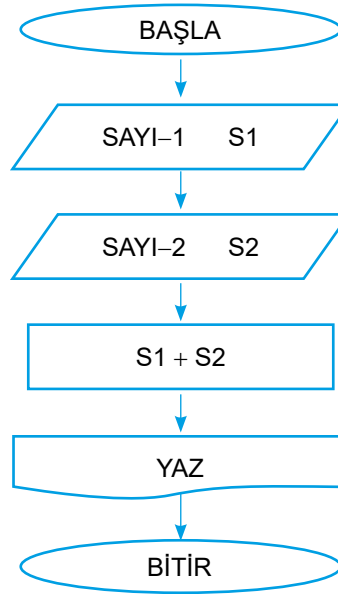 BAŞLA
SAYI–1 S1
SAYI–2 S2
S1 + S2
YAZ
BİTİR